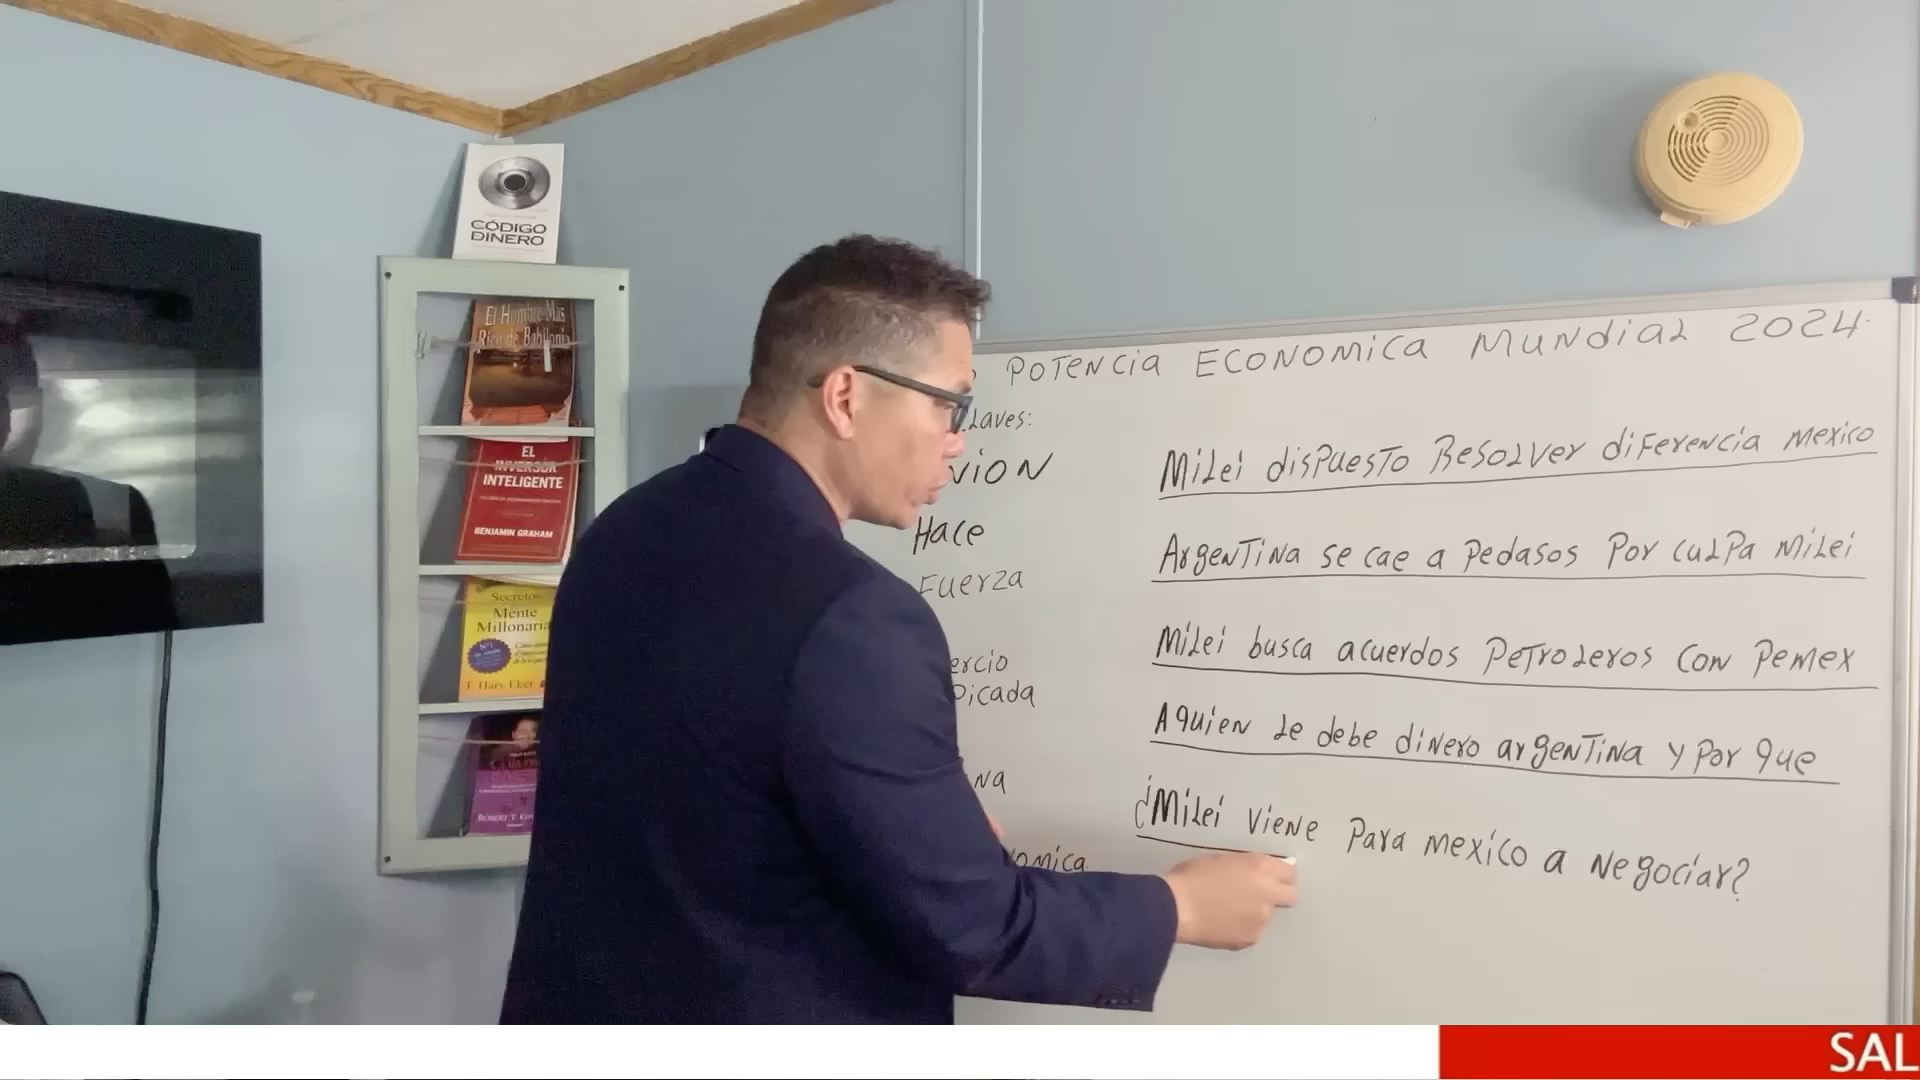 CÓDIGO
DINERO
El Hombre Más
Rico de Babilonia
EL
INVERSOR
INTELIGENTE
BENJAMIN GRAHAM
Secretos
Mente
Millonaria
T. Harv Eker
ROBERT T. KIY
POTENCIA ECONOMICA MUNDIAL 2024
Laves:
VION
Hace
Fuerza
ercio
Picada
NA
omica
Milei disPuesTo Resolver diferencia mexico
ArgenTina se cae a Pedasos Por cuLPa MiLei
MiLei busca acuerdos PeTroLeros Con Pemex
AQuien Le debe dinero argenTina y Por Que
¿MiLei viene Para mexico a Negociar?
SAL